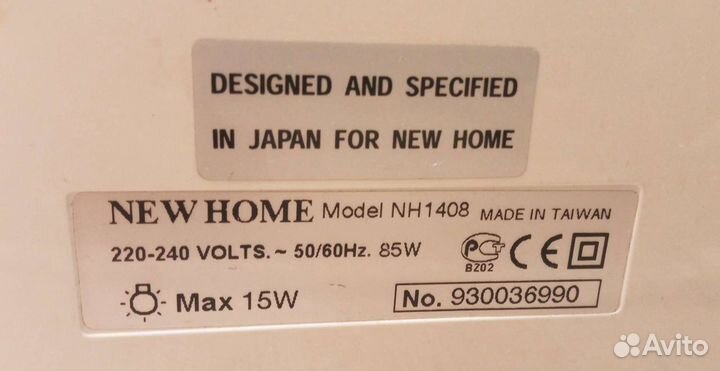 DESIGNED AND SPECIFIED
IN JAPAN FOR NEW HOME
NEW HOME Model NH1408 MADE IN TAIWAN
220-240 VOLTS.~ 50/60Hz. 85W
BZ02
CE
Max 15W
No. 930036990
Avito